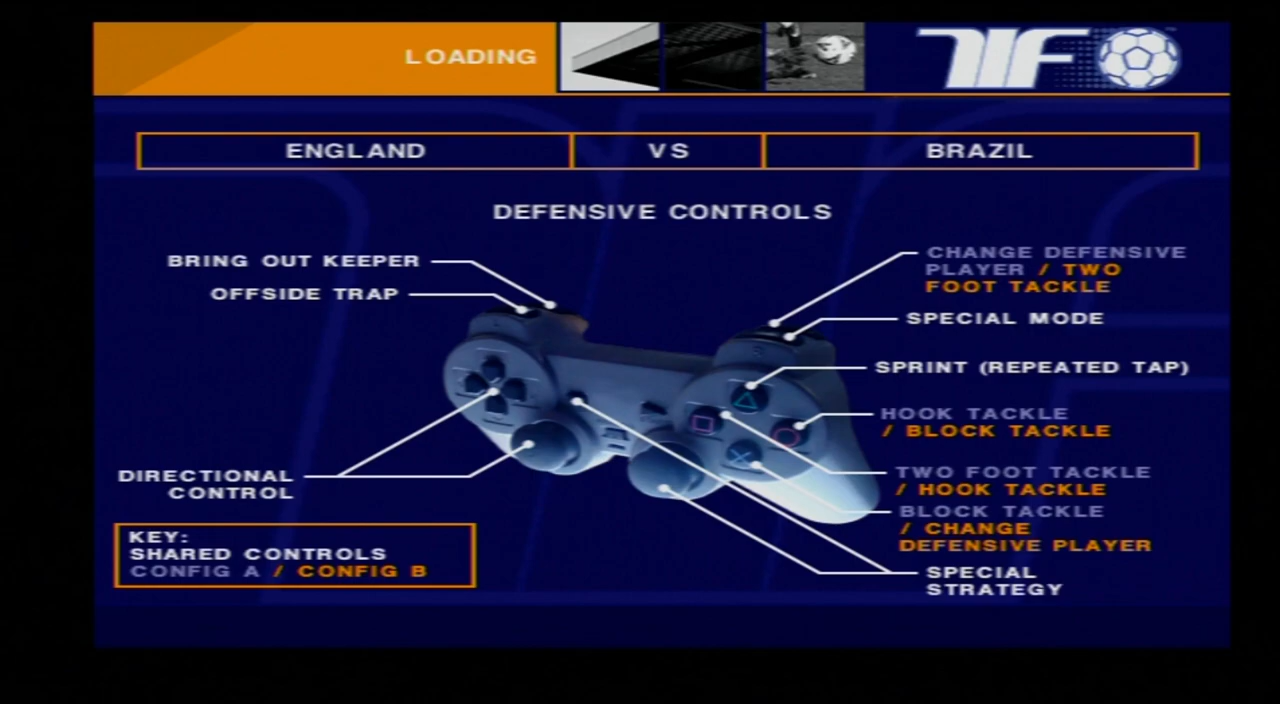 LOADING
TIF
ENGLAND
VS
BRAZIL
DEFENSIVE CONTROLS
BRING OUT KEEPER
OFFSIDE TRAP
CHANGE DEFENSIVE
PLAYER / TWO
FOOT TACKLE
SPECIAL MODE
SPRINT (REPEATED TAP)
HOOK TACKLE
/ BLOCK TACKLE
TWO FOOT TACKLE
/ HOOK TACKLE
BLOCK TACKLE
/ CHANGE
DEFENSIVE PLAYER
SPECIAL
STRATEGY
DIRECTIONAL
CONTROL
KEY:
SHARED CONTROLS
CONFIG A / CONFIG B